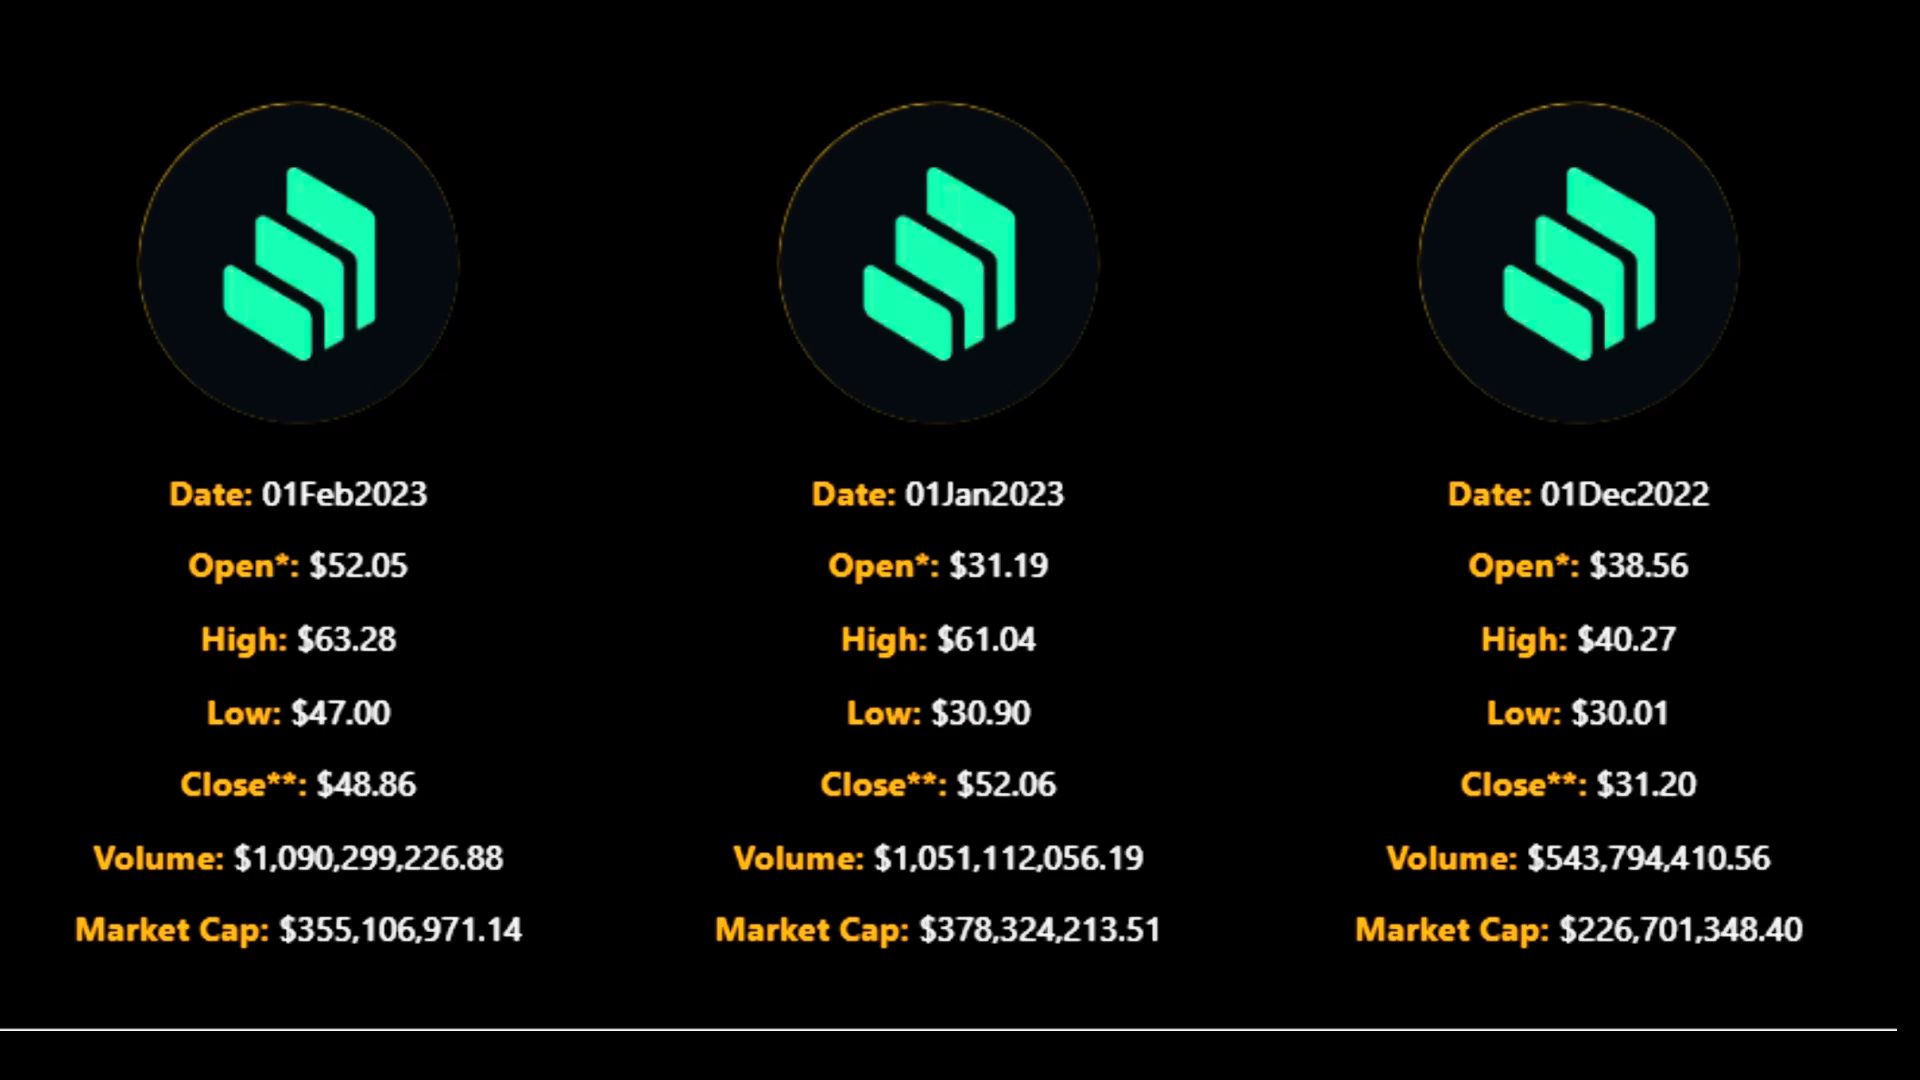 Date: 01Feb2023
Open*: $52.05
High: $63.28
Low: $47.00
Close**: $48.86
Volume: $1,090,299,226.88
Market Cap: $355,106,971.14
Date: 01Jan2023
Open*: $31.19
High: $61.04
Low: $30.90
Close**: $52.06
Volume: $1,051,112,056.19
Market Cap: $378,324,213.51
Date: 01Dec2022
Open*: $38.56
High: $40.27
Low: $30.01
Close**: $31.20
Volume: $543,794,410.56
Market Cap: $226,701,348.40